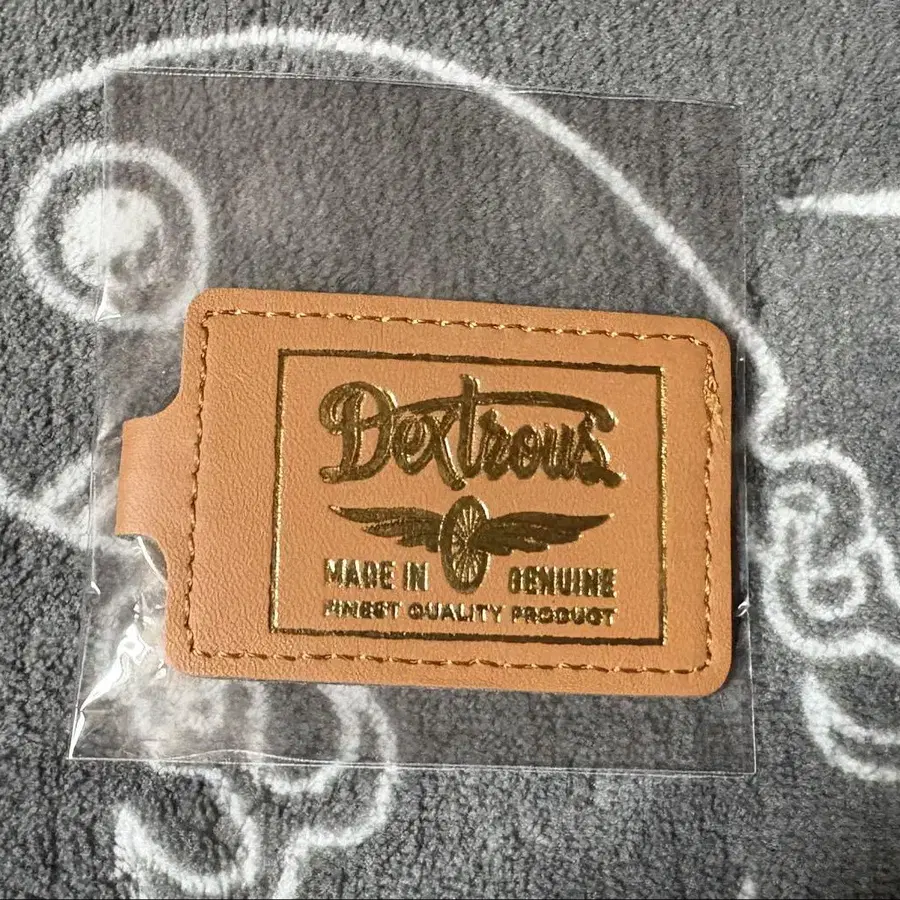 Dextrous
MADE IN GENUINE
FINEST QUALITY PRODUCT